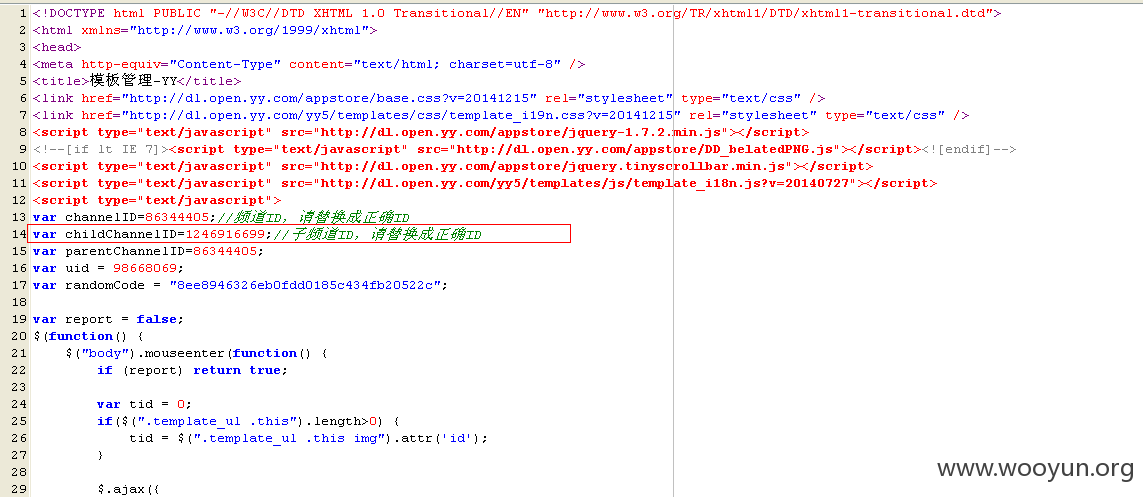 1 <!DOCTYPE html PUBLIC "-//W3C//DTD XHTML 1.0 Transitional//EN" "http://www.w3.org/TR/xhtml1/DTD/xhtml1-transitional.dtd">
2 <html xmlns="http://www.w3.org/1999/xhtml">
3 <head>
4 <meta http-equiv="Content-Type" content="text/html; charset=utf-8" />
5 <title>模板管理-YY</title>
6 <link href="http://dl.open.yy.com/appstore/base.css?v=20141215" rel="stylesheet" type="text/css" />
7 <link href="http://dl.open.yy.com/yy5/templates/css/template_i19n.css?v=20140715" rel="stylesheet" type="text/css" />
8 <script type="text/javascript" src="http://dl.open.yy.com/appstore/jquery-1.7.2.min.js"></script>
9 <!--[if lt IE 7]><script type="text/javascript" src="http://dl.open.yy.com/appstore/DD_belatedPNG.js"></script><![endif]-->
10 <script type="text/javascript" src="http://dl.open.yy.com/appstore/jquery.tinyscrollbar.min.js"></script>
11 <script type="text/javascript" src="http://dl.open.yy.com/yy5/templates/js/template_i18n.js?v=20140727"></script>
12 <script type="text/javascript">
13 var channelID=86344405;//频道ID，请替换成正确ID
14 var childChannelID=1246916699;//子频道ID，请替换成正确ID
15 var parentChannelID=86344405;
16 var uid = 98668069;
17 var randomCode = "8ee8946326eb0fdd0185c434fb20522c";
18
19 var report = false;
20 $(function() {
21 $("body").mouseenter(function() {
22 if (report) return true;
23
24 var tid = 0;
25 if($(".template_ul .this").length>0) {
26 tid = $(".template_ul .this img").attr('id');
27 }
28
29 $.ajax({
www.wooyun.org